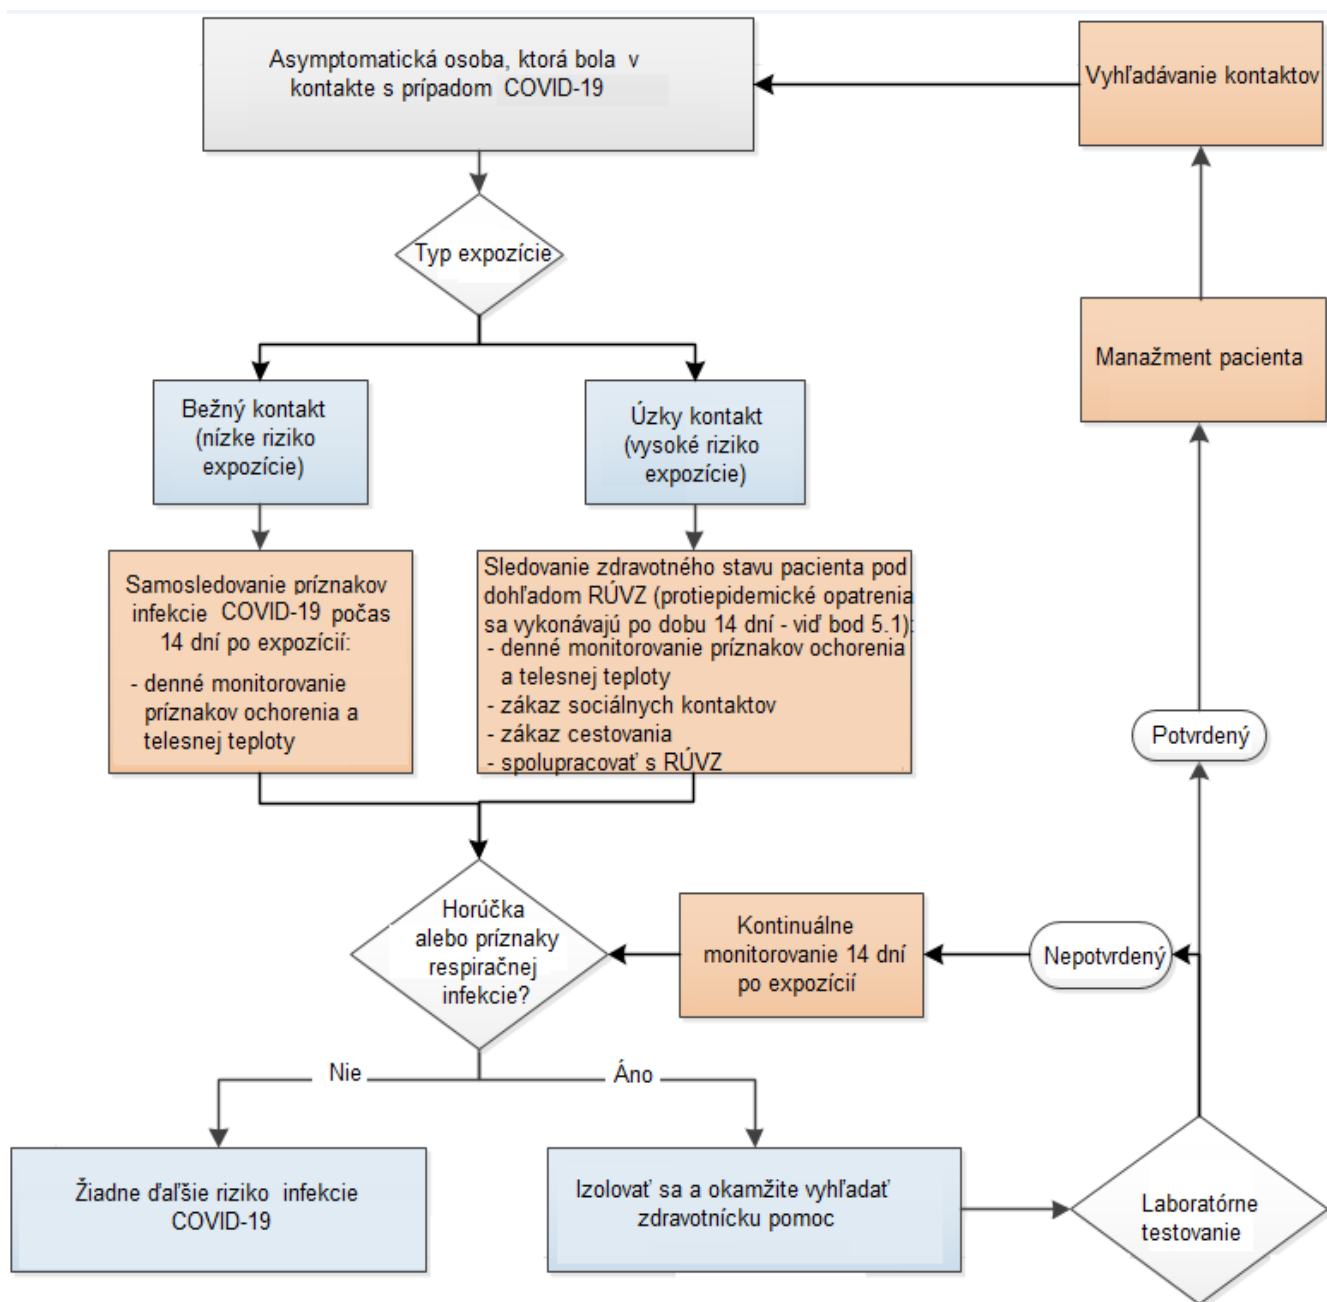 Asymptomatická osoba, ktorá bola v
kontakte s prípadom COVID-19
Vyhľadávanie kontaktov
Typ expozície
Manažment pacienta
Bežný kontakt
(nízke riziko
expozície)
Úzky kontakt
(vysoké riziko
expozície)
Samosledovanie príznakov
infekcie COVID-19 počas
14 dní po expozícií:
- denné monitorovanie
príznakov ochorenia a
telesnej teploty
Sledovanie zdravotného stavu pacienta pod
dohľadom RÚVZ (protiepidemické opatrenia
sa vykonávajú po dobu 14 dní - viď bod 5.1):
- denné monitorovanie príznakov ochorenia
a telesnej teploty
- zákaz sociálnych kontaktov
- zákaz cestovania
- spolupracovať s RÚVZ
Potvrdený
Horúčka
alebo príznaky
respiračnej
infekcie?
Kontinuálne
monitorovanie 14 dní
po expozícií
Nepotvrdený
Nie
Áno
Žiadne ďaľšie riziko infekcie
COVID-19
Izolovať sa a okamžite vyhľadať
zdravotnícku pomoc
Laboratórne
testovanie